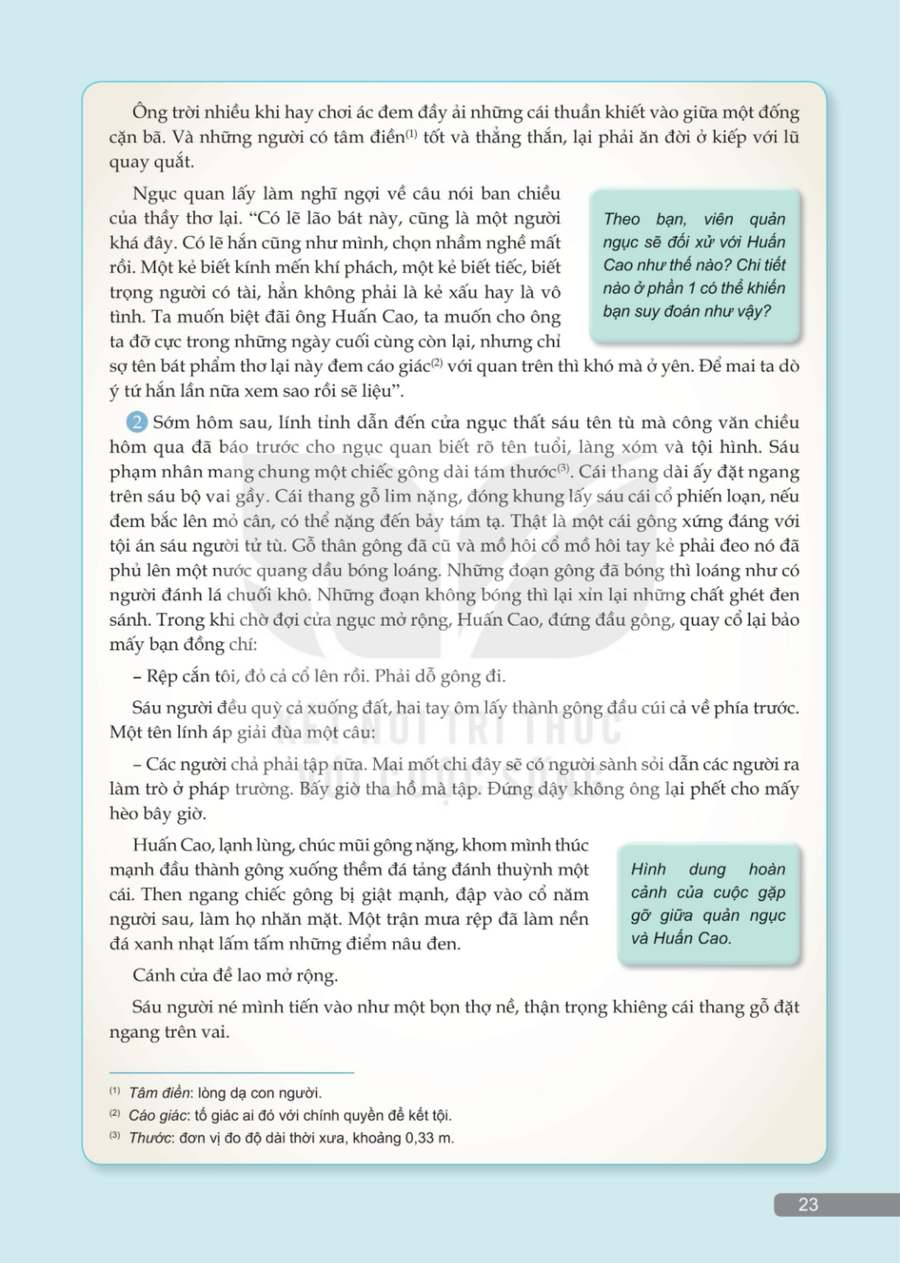 Ông trời nhiều khi hay chơi ác đem đầy ải những cái thuần khiết vào giữa một đống
cặn bã. Và những người có tâm điền(1) tốt và thẳng thắn, lại phải ăn đời ở kiếp với lũ
quay quắt.
Ngục quan lấy làm nghĩ ngợi về câu nói ban chiều
của thầy thơ lại. “Có lẽ lão bát này, cũng là một người
khá đây. Có lẽ hắn cũng như mình, chọn nhầm nghề mất
rồi. Một kẻ biết kính mến khí phách, một kẻ biết tiếc, biết
trọng người có tài, hẳn không phải là kẻ xấu hay là vô
tình. Ta muốn biệt đãi ông Huấn Cao, ta muốn cho ông
ta đỡ cực trong những ngày cuối cùng còn lại, nhưng chỉ
sợ tên bát phẩm thơ lại này đem cáo giác(2) với quan trên thì khó mà ở yên. Để mai ta dò
ý tứ hắn lần nữa xem sao rồi sẽ liệu”.
Theo bạn, viên quản
ngục sẽ đối xử với Huấn
Cao như thế nào? Chi tiết
nào ở phần 1 có thể khiến
bạn suy đoán như vậy?
2 Sớm hôm sau, lính tỉnh dẫn đến cửa ngục thất sáu tên tù mà công văn chiều
hôm qua đã báo trước cho ngục quan biết rõ tên tuổi, làng xóm và tội hình. Sáu
phạm nhân mang chung một chiếc gông dài tám thước(3). Cái thang dài ấy đặt ngang
trên sáu bộ vai gầy. Cái thang gỗ lim nặng, đóng khung lấy sáu cái cổ phiến loạn, nếu
đem bắc lên mỏ cân, có thể nặng đến bảy tám tạ. Thật là một cái gông xứng đáng với
tội án sáu người tử tù. Gỗ thân gông đã cũ và mồ hôi cổ mồ hôi tay kẻ phải đeo nó đã
phủ lên một nước quang dầu bóng loáng. Những đoạn gông đã bóng thì loáng như có
người đánh lá chuối khô. Những đoạn không bóng thì lại xỉn lại những chất ghét đen
sánh. Trong khi chờ đợi cửa ngục mở rộng, Huấn Cao, đứng đầu gông, quay cổ lại bảo
mấy bạn đồng chí:
– Rệp cắn tôi, đỏ cả cổ lên rồi. Phải dỗ gông đi.
Sáu người đều quỳ cả xuống đất, hai tay ôm lấy thành gông đầu cúi cả về phía trước.
Một tên lính áp giải đùa một câu:
– Các người chả phải tập nữa. Mai mốt chi đây sẽ có người sành sỏi dẫn các người ra
làm trò ở pháp trường. Bấy giờ tha hồ mà tập. Đứng dậy không ông lại phết cho mấy
hèo bây giờ.
Huấn Cao, lạnh lùng, chúc mũi gông nặng, khom mình thúc
mạnh đầu thành gông xuống thềm đá tảng đánh thuỳnh một
cái. Then ngang chiếc gông bị giật mạnh, đập vào cổ năm
người sau, làm họ nhăn mặt. Một trận mưa rệp đã làm nền
đá xanh nhạt lấm tấm những điểm nâu đen.
Hình dung hoàn
cảnh của cuộc gặp
gỡ giữa quản ngục
và Huấn Cao.
Cánh cửa đề lao mở rộng.
Sáu người né mình tiến vào như một bọn thợ nề, thận trọng khiêng cái thang gỗ đặt
ngang trên vai.
(1) Tâm điền: lòng dạ con người.
(2) Cáo giác: tố giác ai đó với chính quyền để kết tội.
(3) Thước: đơn vị đo độ dài thời xưa, khoảng 0,33 m.
KẾT NỐI TRI THỨC
VỚI CUỘC SỐNG
23